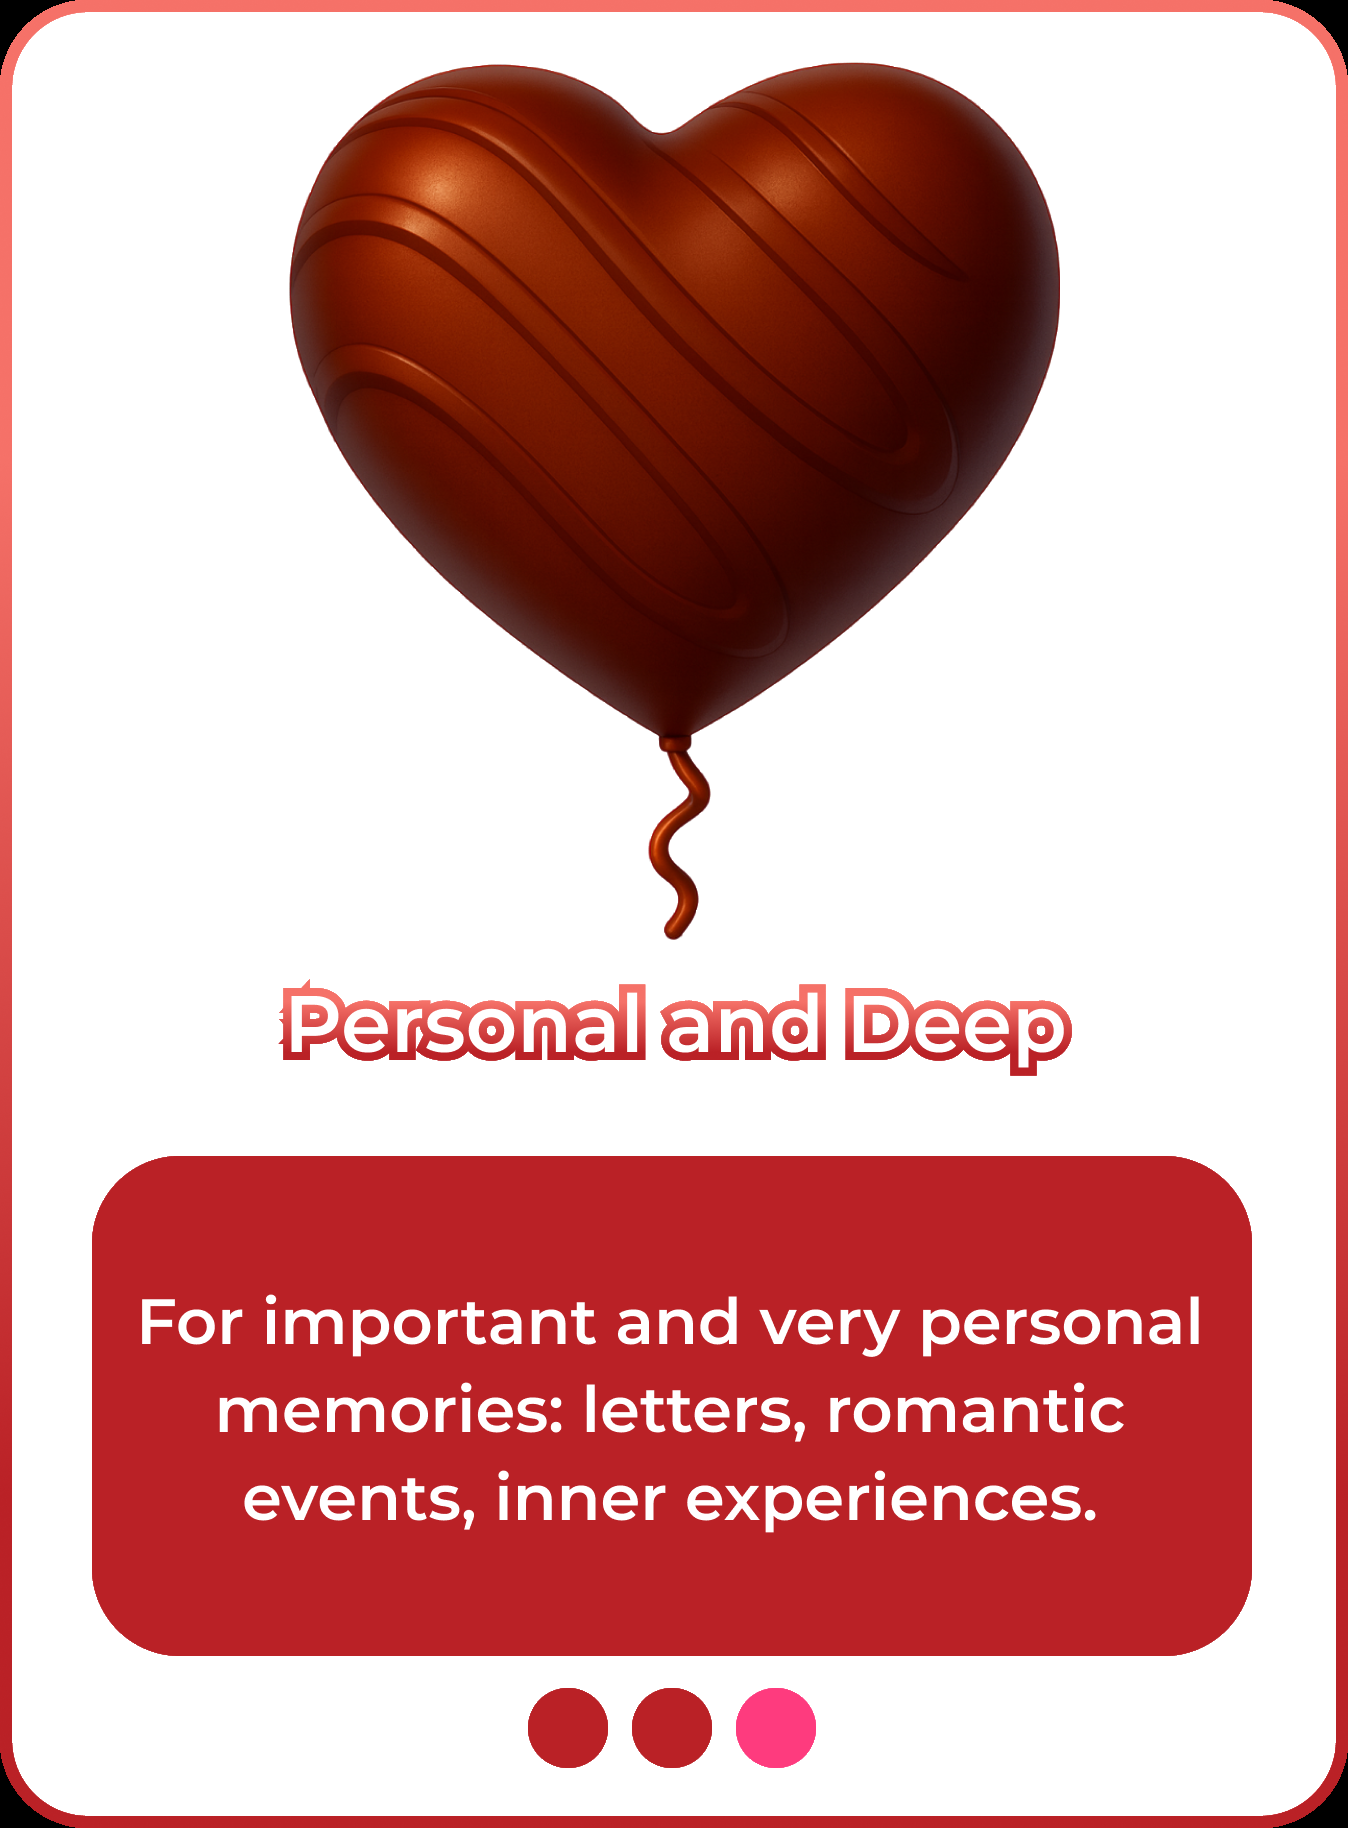 Personal and Deep
For important and very personal
memories: letters, romantic
events, inner experiences.